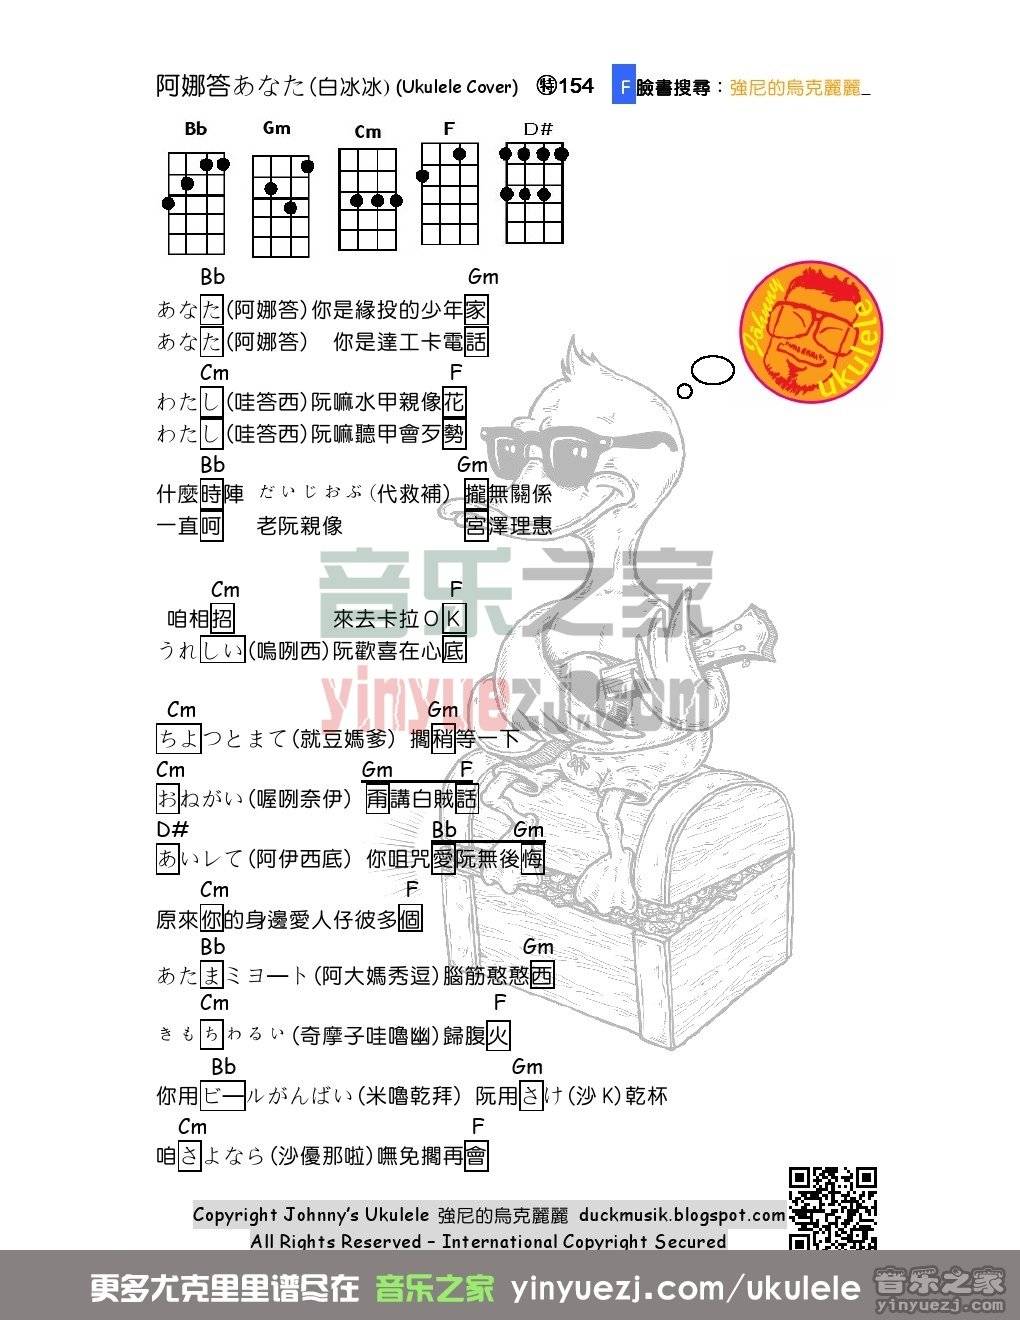 阿娜答あなた(白冰冰) (Ukulele Cover) ㊕154 F 臉書搜尋：強尼的烏克麗麗_
Bb Gm Cm F D#
Bb Gm
あなた(阿娜答)你是緣投的少年家
あなた(阿娜答) 你是達工卡電話
Johnny ukulele
Cm F
わたし(哇答西)阮嘛水甲親像花
わたし(哇答西)阮嘛聽甲會歹勢
Bb Gm
什麼時陣 だいじおぶ(代救補) 攏無關係
一直呵 老阮親像 宮澤理惠
音乐之家
Cm F
咱相招 來去卡拉OK
うれしい(嗚咧西)阮歡喜在心底
yinyuezj.com
Cm Gm
ちよつとまて(就豆媽爹) 擱稍等一下
Cm Gm F
おねがい(喔咧奈伊) 甭講白賊話
D# Bb Gm
あいレて(阿伊西底) 你咀咒愛阮無後悔
Cm F
原來你的身邊愛人仔彼多個
Bb Gm
あたまミヨート(阿大媽秀逗)腦筋憨憨西
Cm F
きもちわるい(奇摩子哇嚕幽)歸腹火
Bb Gm
你用ビールがんばい(米嚕乾拜) 阮用さけ(沙K)乾杯
Cm F
咱さよなら(沙優那啦)嘸免擱再會
Copyright Johnny's Ukulele 強尼的烏克麗麗 duckmusik.blogspot.com
All Rights Reserved – International Copyright Secured
更多尤克里里谱尽在 音乐之家 yinyuezj.com/ukulele
音乐之家
yinyuezj.com